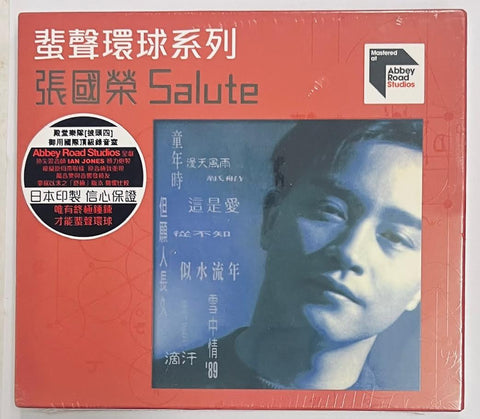 蜚聲環球系列
張國榮 Salute
Mastered
at
Abbey
Road
Studios
殿堂樂隊[披頭四]
御用國際頂級錄音室
Abbey Road Studios
IAN JONES
日本印製 信心保證
唯有終極錘鍊
才能蜚聲環球
童年時
漫天風雨
這是愛
但願人長久
從不知
似水流年
雪中情
'89
滴汗